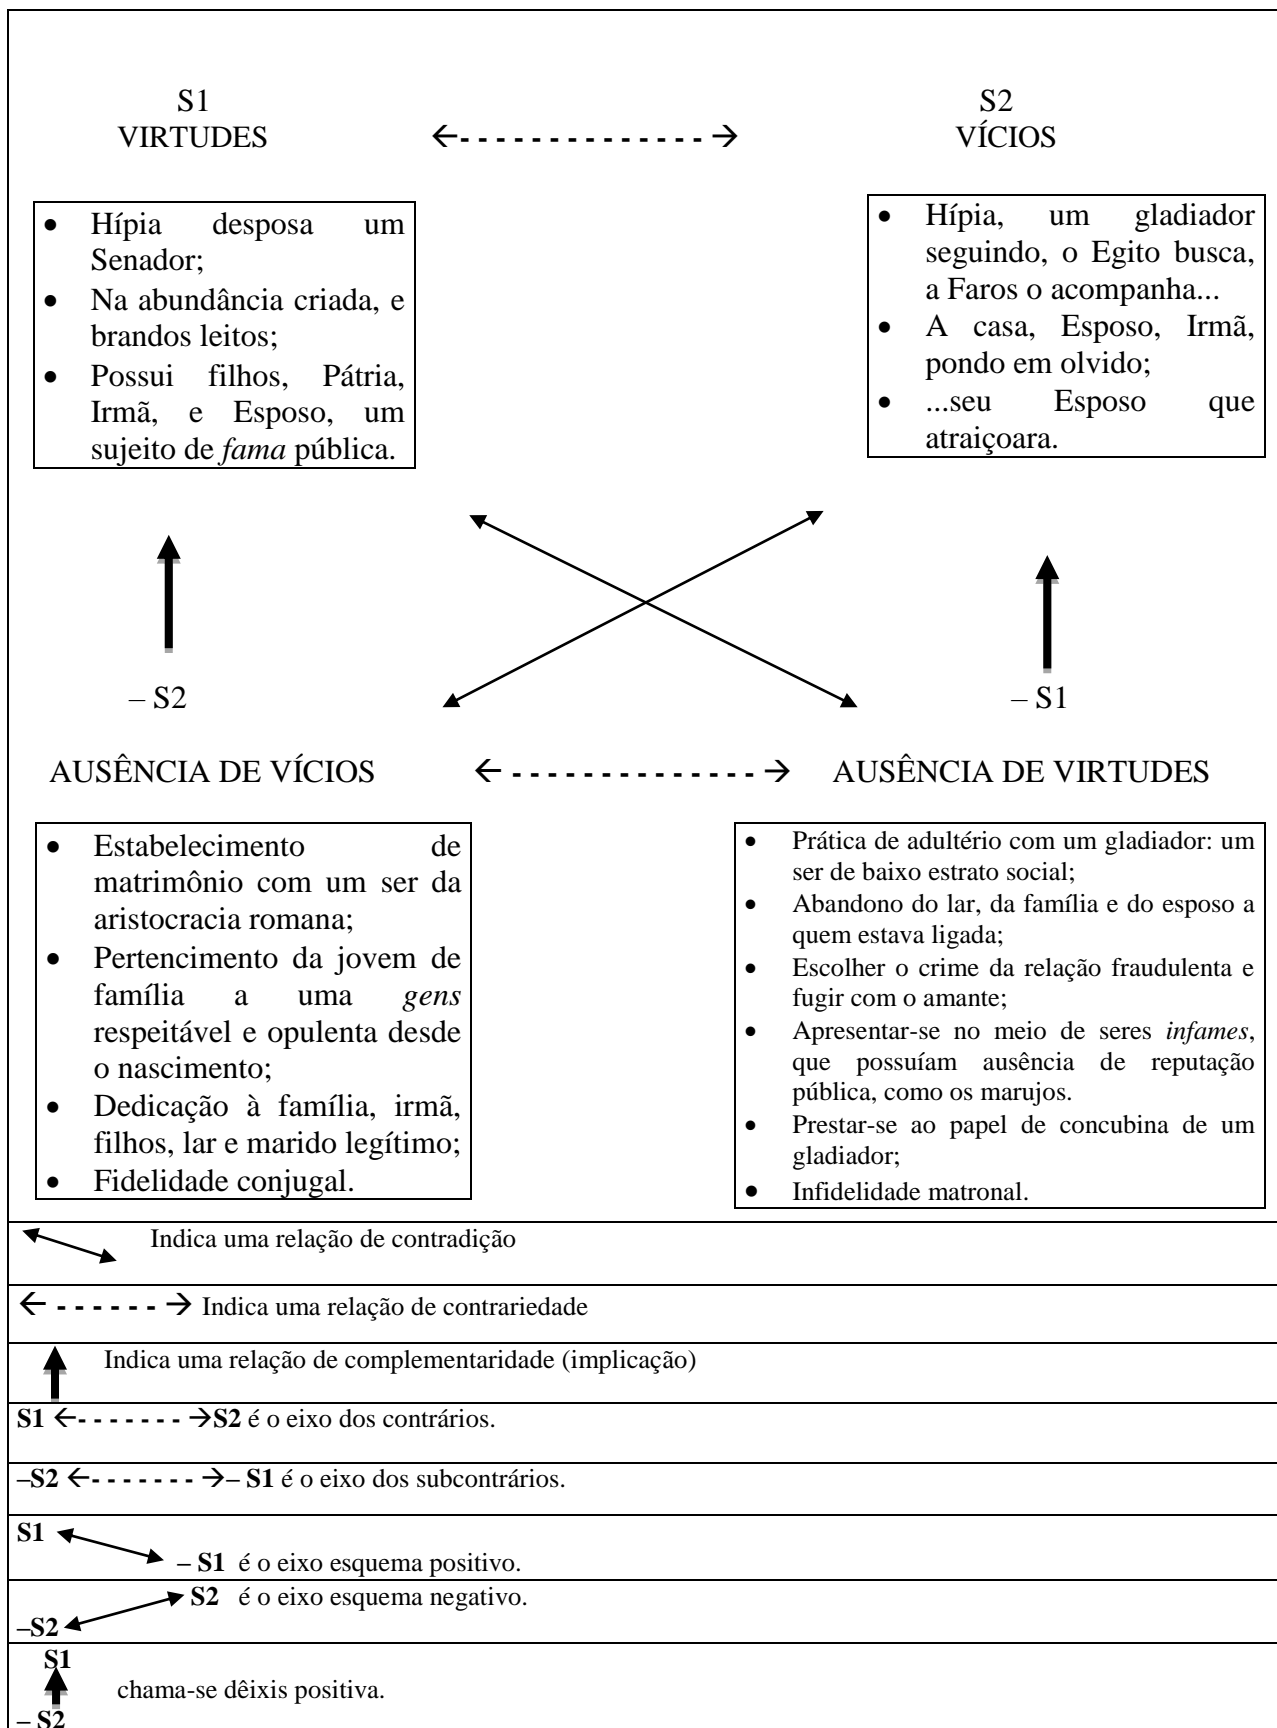 S1
VIRTUDES
S2
VÍCIOS
• Hípia desposa um
Senador;
• Na abundância criada, e
brandos leitos;
• Possui filhos, Pátria,
Irmã, e Esposo, um
sujeito de fama pública.
• Hípia, um gladiador
seguindo, o Egito busca,
a Faros o acompanha...
• A casa, Esposo, Irmã,
pondo em olvido;
• ...seu Esposo que
atraiçoara.
– S2
– S1
AUSÊNCIA DE VÍCIOS
AUSÊNCIA DE VIRTUDES
• Estabelecimento de
matrimônio com um ser da
aristocracia romana;
• Pertencimento da jovem de
família a uma gens
respeitável e opulenta desde
o nascimento;
• Dedicação à família, irmã,
filhos, lar e marido legítimo;
• Fidelidade conjugal.
• Prática de adultério com um gladiador: um
ser de baixo estrato social;
• Abandono do lar, da família e do esposo a
quem estava ligada;
• Escolher o crime da relação fraudulenta e
fugir com o amante;
• Apresentar-se no meio de seres infames,
que possuíam ausência de reputação
pública, como os marujos.
• Prestar-se ao papel de concubina de um
gladiador;
• Infidelidade matronal.
Indica uma relação de contradição
Indica uma relação de contrariedade
Indica uma relação de complementaridade (implicação)
S1 ←- - - - - - - →S2 é o eixo dos contrários.
–S2 ←- - - - - - - →– S1 é o eixo dos subcontrários.
S1
– S1 é o eixo esquema positivo.
S2 é o eixo esquema negativo.
–S2
S1
chama-se dêixis positiva.
– S2